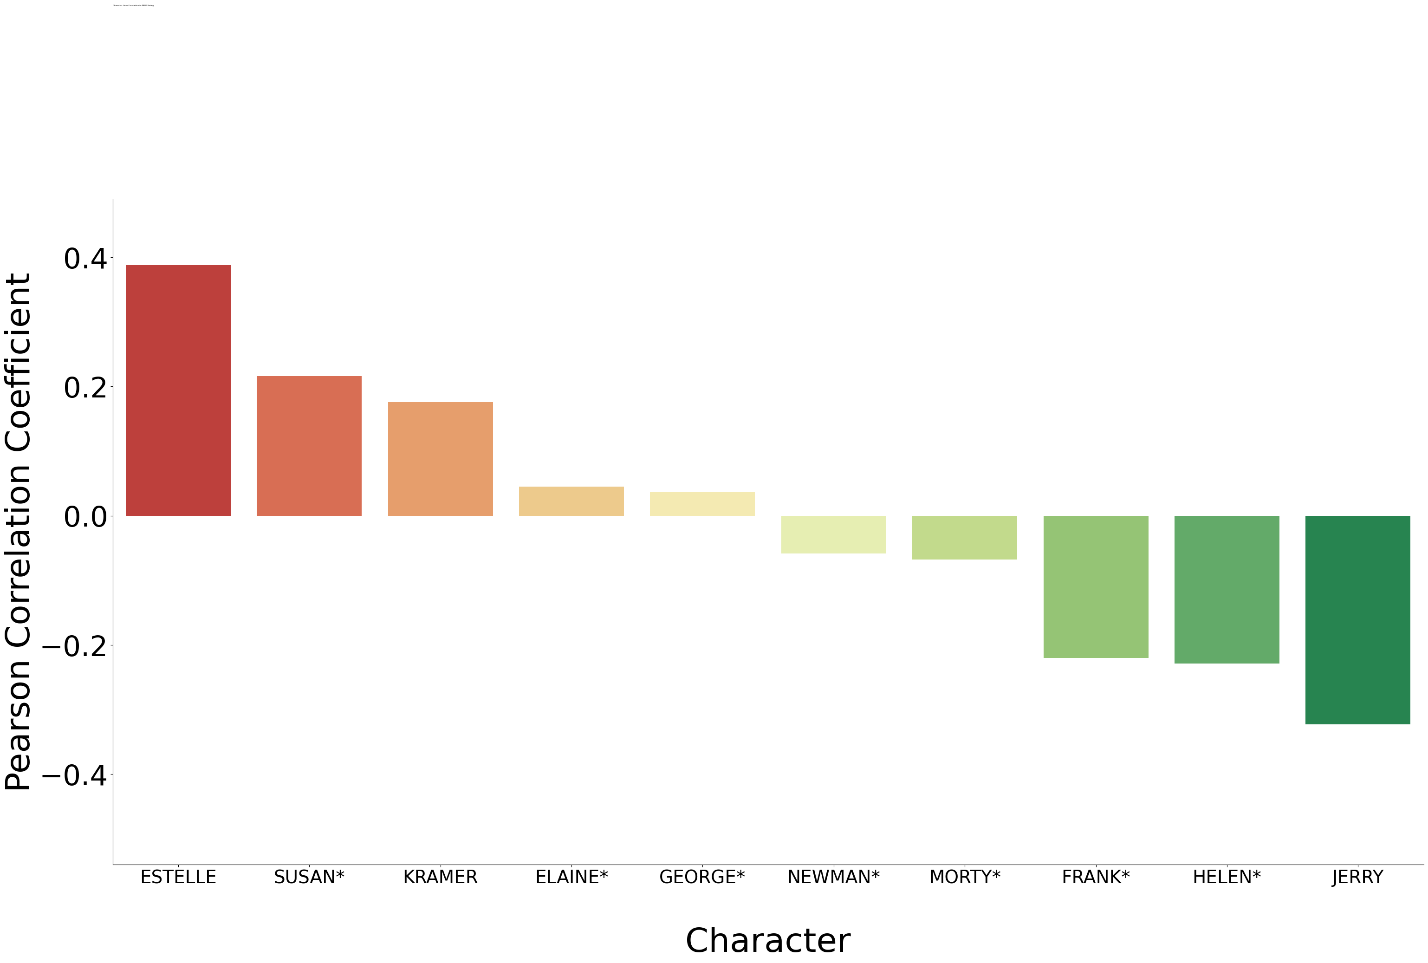 Pearson Correlation Coefficient
0.4
0.2
0.0
−0.2
−0.4
ESTELLE SUSAN* KRAMER ELAINE* GEORGE* NEWMAN* MORTY* FRANK* HELEN* JERRY
Character